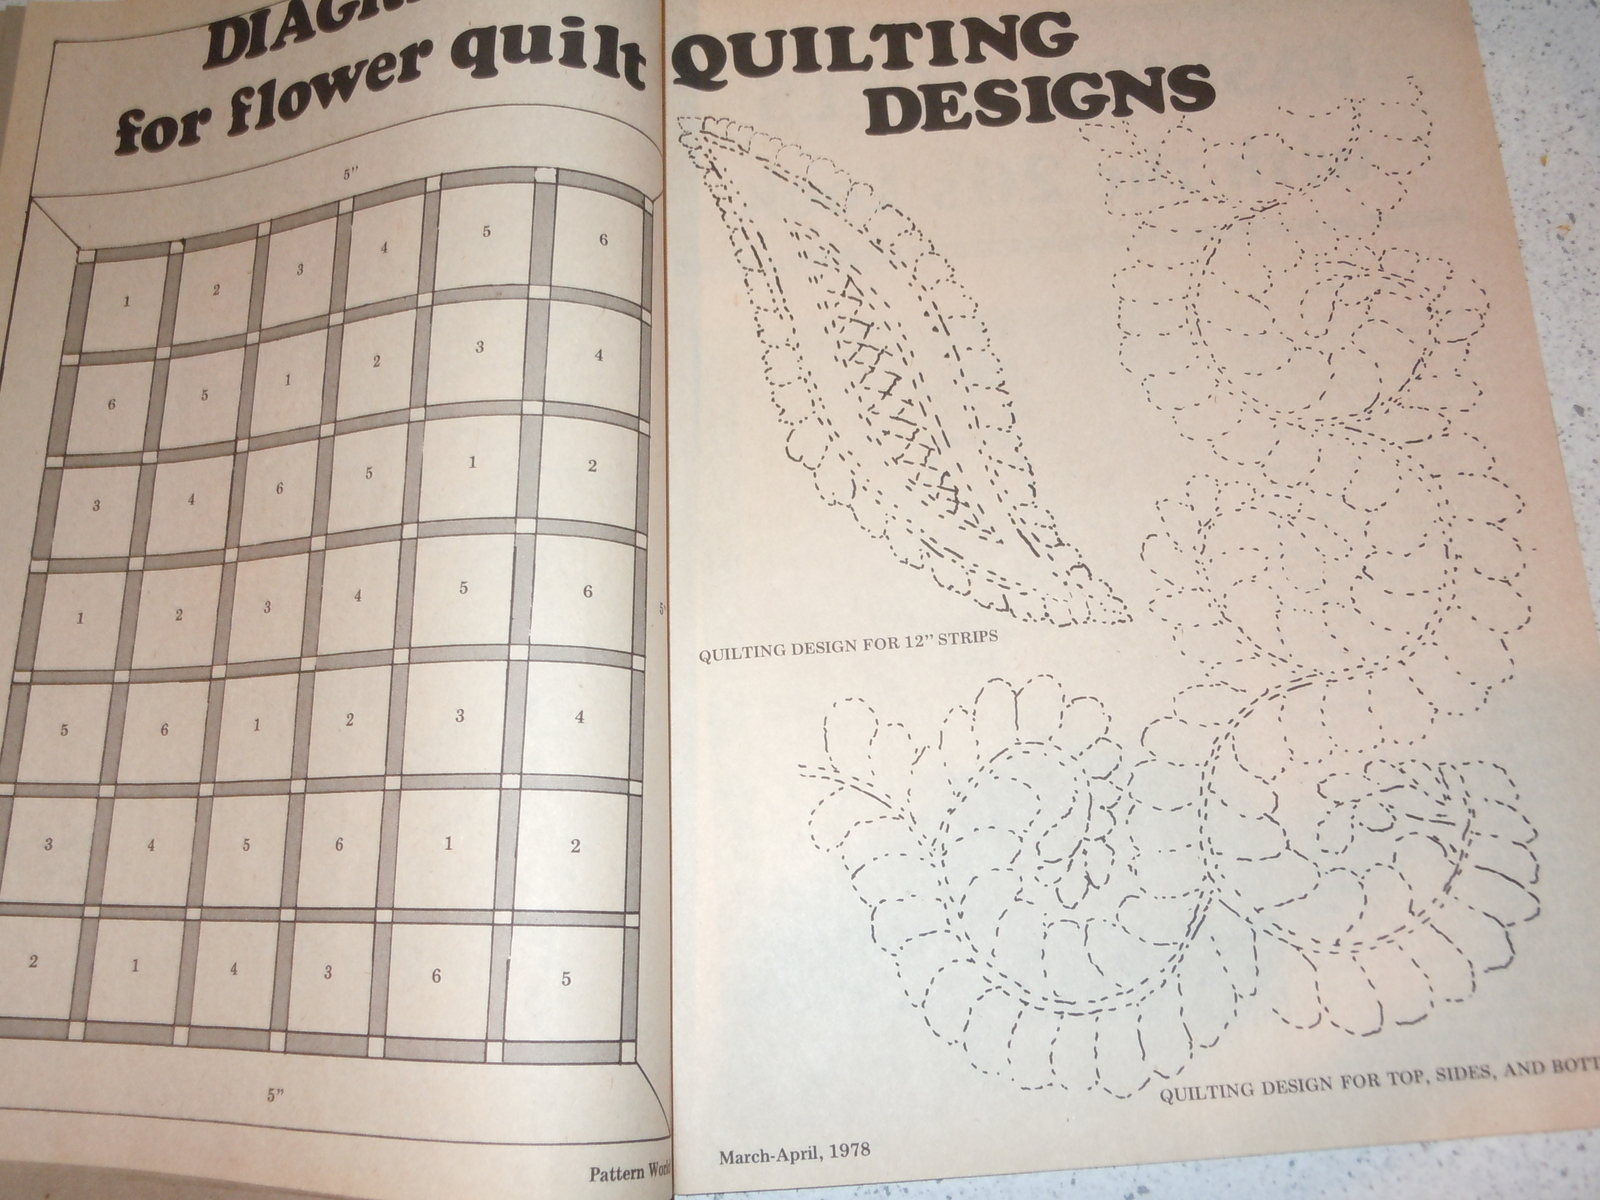 for flower quilt
5"
1 2 3 4 5 6
6 5 1 2 3 4
3 4 6 5 1 2
1 2 3 4 5 6
5 6 1 2 3 4
3 4 5 6 1 2
2 1 4 3 6 5
5"
Pattern
QUILTING
DESIGNS
QUILTING DESIGN FOR 12" STRIPS
QUILTING DESIGN FOR TOP, SIDES, AND
March-April, 1978